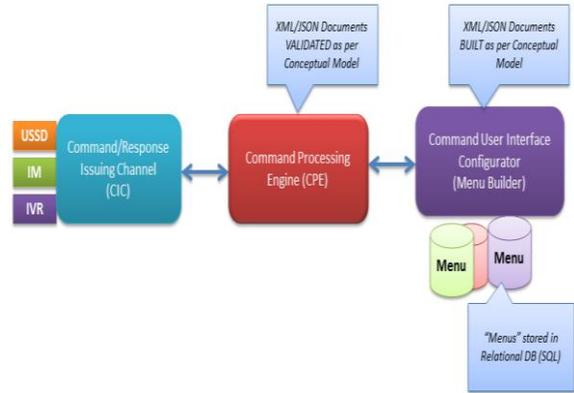 XML/JSON Documents
VALIDATED as per
Conceptual Model
XML/JSON Documents
BUILT as per Conceptual
Model
USSD
IM
IVR
Command/Response
Issuing Channel
(CIC)
Command Processing
Engine (CPE)
Command User Interface
Configurator
(Menu Builder)
Menu
Menu
"Menus" stored in
Relational DB (SQL)